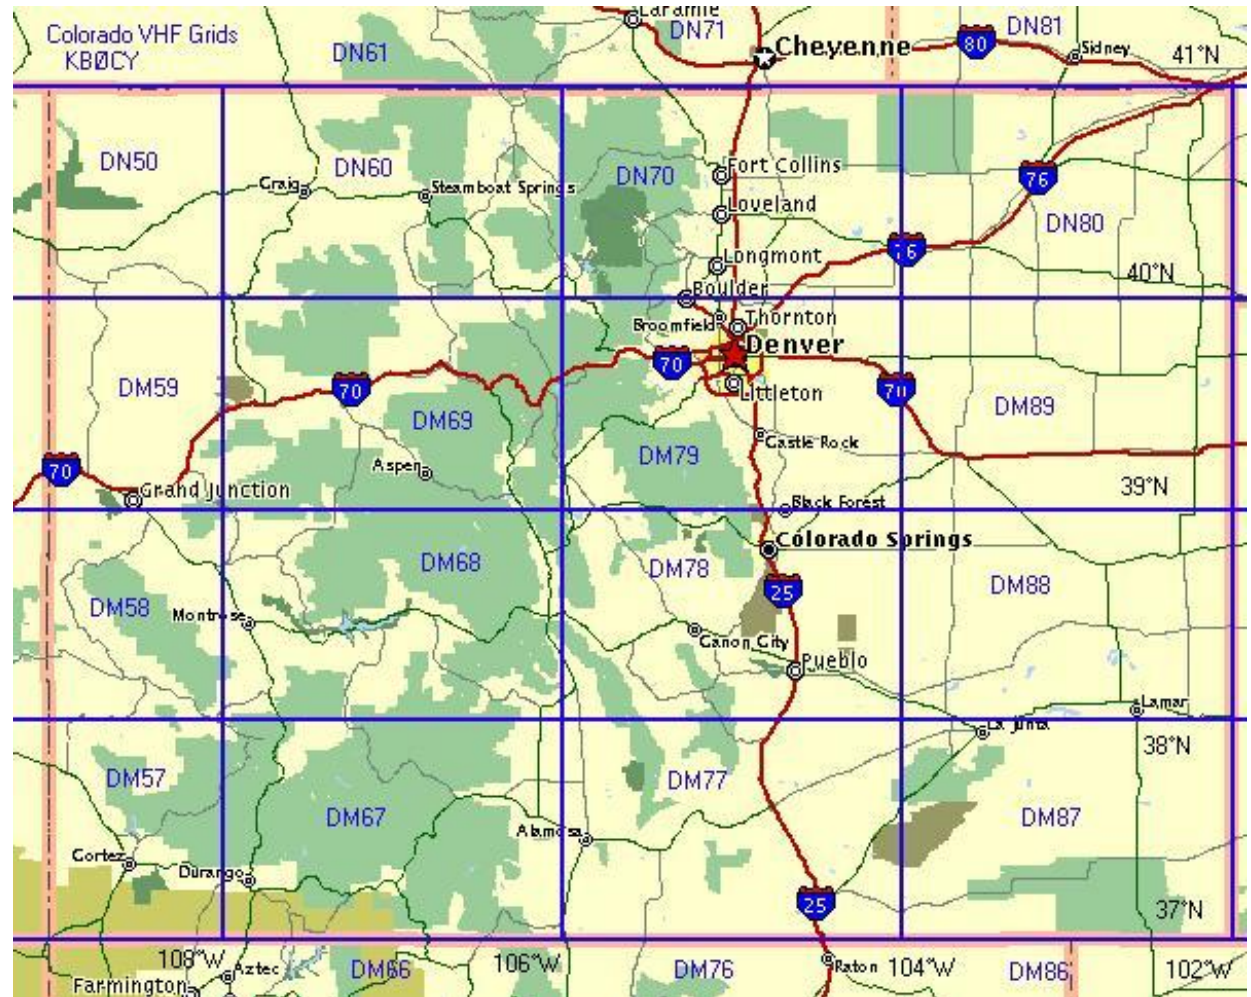 LaFamie
DN71
DN81
Colorado VHF Grids
KBØCY
DN61
Cheyenne
80
Sidney
41°N
DN50
DN60
DN70
Fort Collins
76
Craig
Steamboat Springs
Loveland
DN80
Longmont
76
40°N
Boulder
Broomfield
Thornton
Denver
70
70
70
DM59
Littleton
DM89
DM69
Castle Rock
DM79
Aspen
70
Grand Junction
39°N
Black Forest
Colorado Springs
DM68
DM78
DM88
25
DM58
Montrose
Canon City
Pueblo
Lamar
La Junta
38°N
DM57
DM77
DM67
DM87
Alamosa
Cortez
Durango
25
37°N
108°W
Aztec
DM66
106°W
DM76
Raton
104°W
DM86
102°W
Farmington